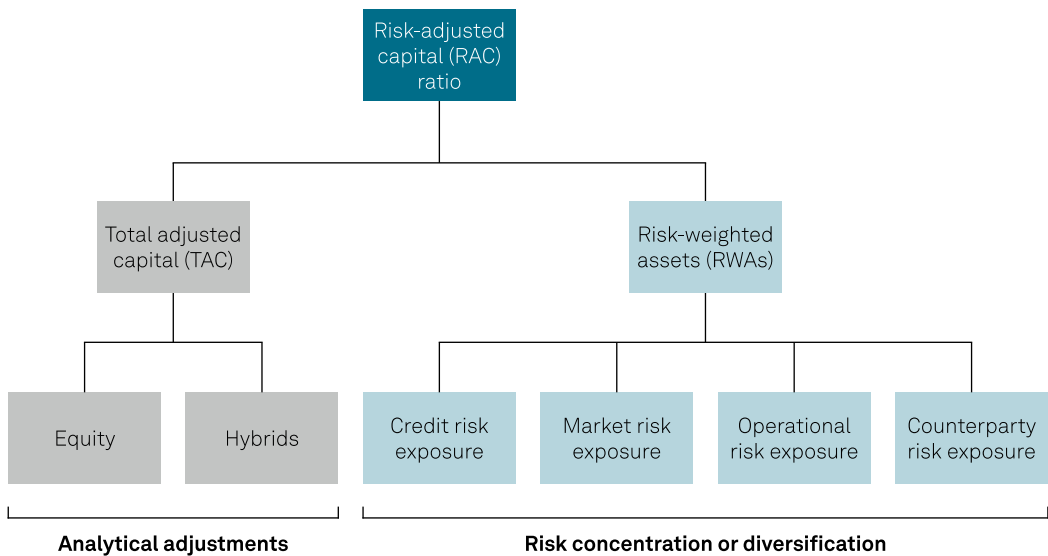 Risk-adjusted
capital (RAC)
ratio
Total adjusted
capital (TAC)
Risk-weighted
assets (RWAs)
Equity
Hybrids
Credit risk
exposure
Market risk
exposure
Operational
risk exposure
Counterparty
risk exposure
Analytical adjustments
Risk concentration or diversification